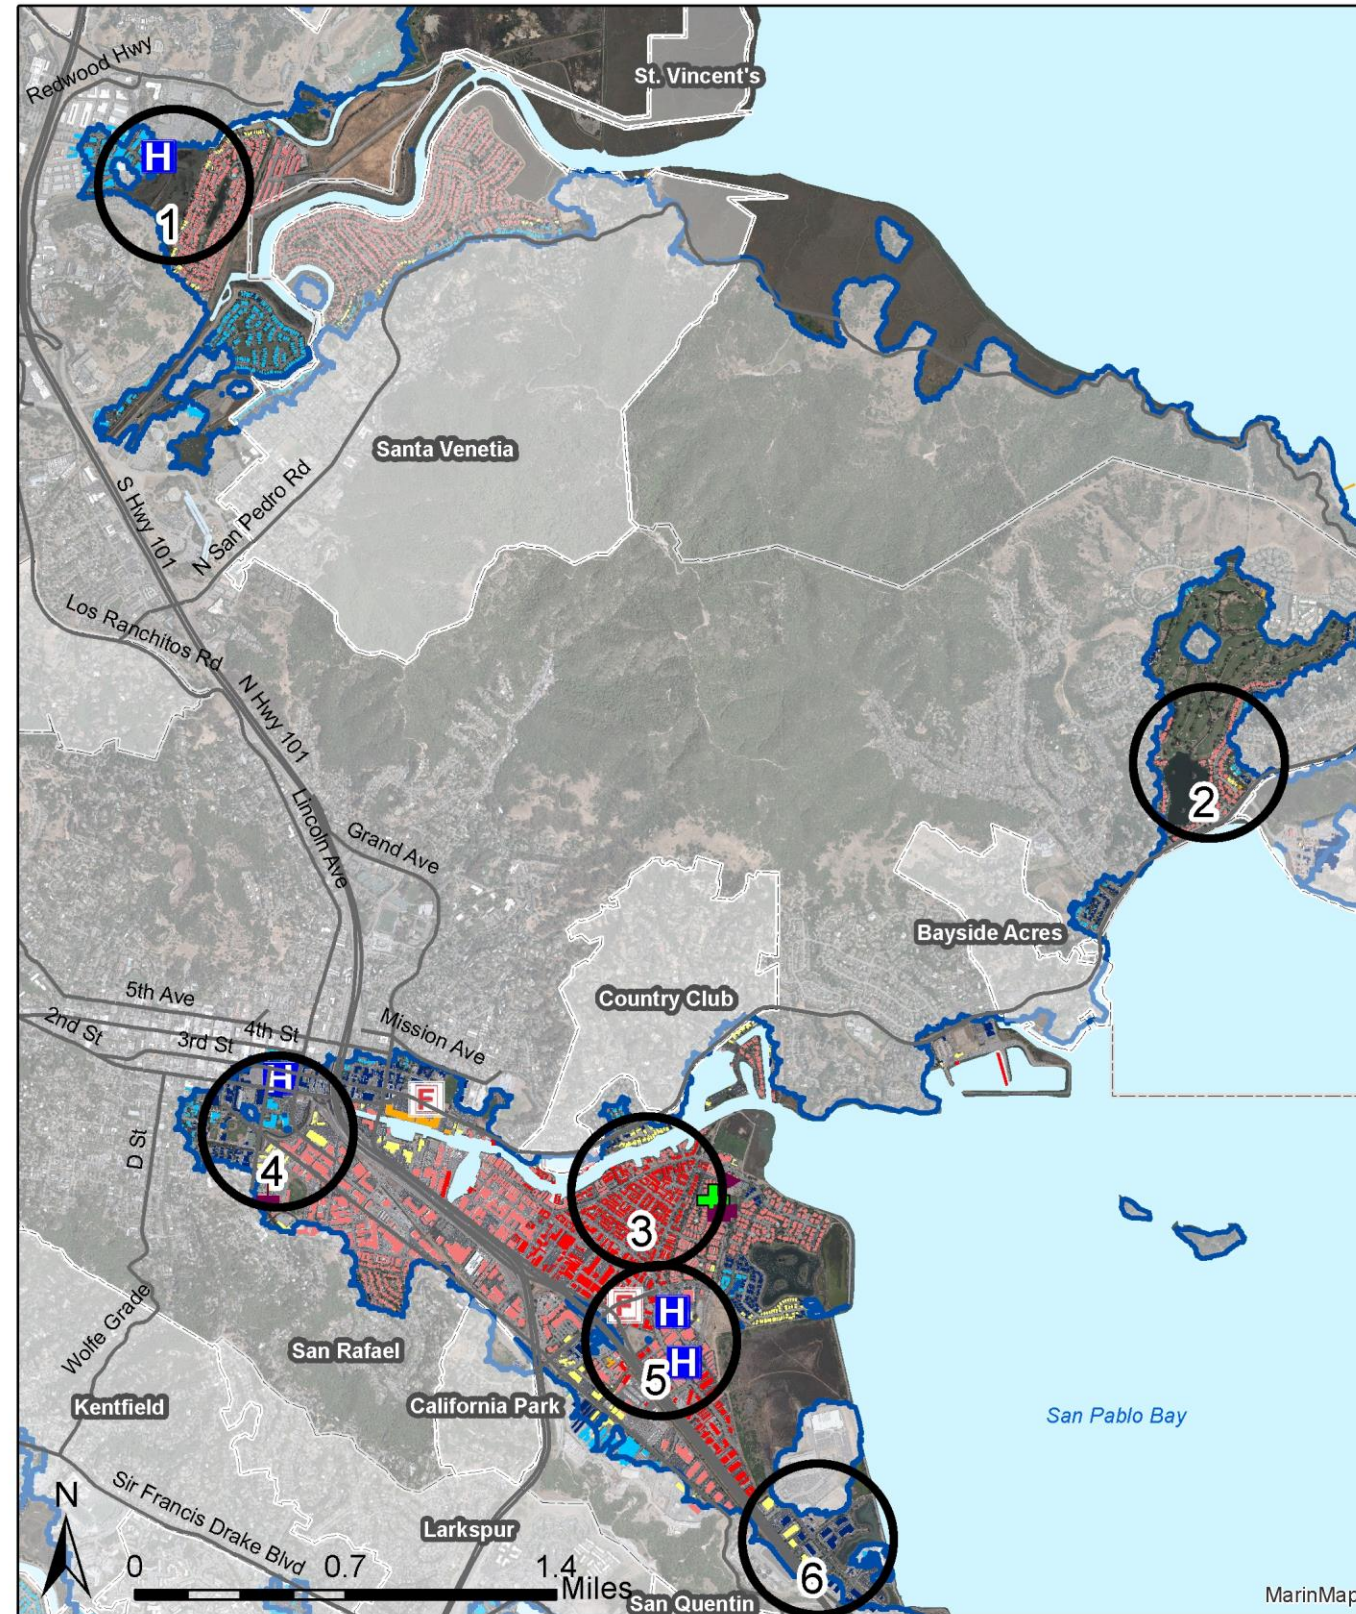 St. Vincent's
Redwood Hwy
H
1
Santa Venetia
N San Pedro Rd
S Hwy 101
Los Ranchitos Rd
N Hwy 101
Lincoln Ave
Grand Ave
2
Bayside Acres
Country Club
5th Ave
2nd St
3rd St
4th St
Mission Ave
H
F
D St
4
3
F
H
H
5
Wolfe Grade
San Rafael
Kentfield
California Park
San Pablo Bay
Sir Francis Drake Blvd
N
Larkspur
0 0.7 1.4
Miles
San Quentin
6
MarinMap